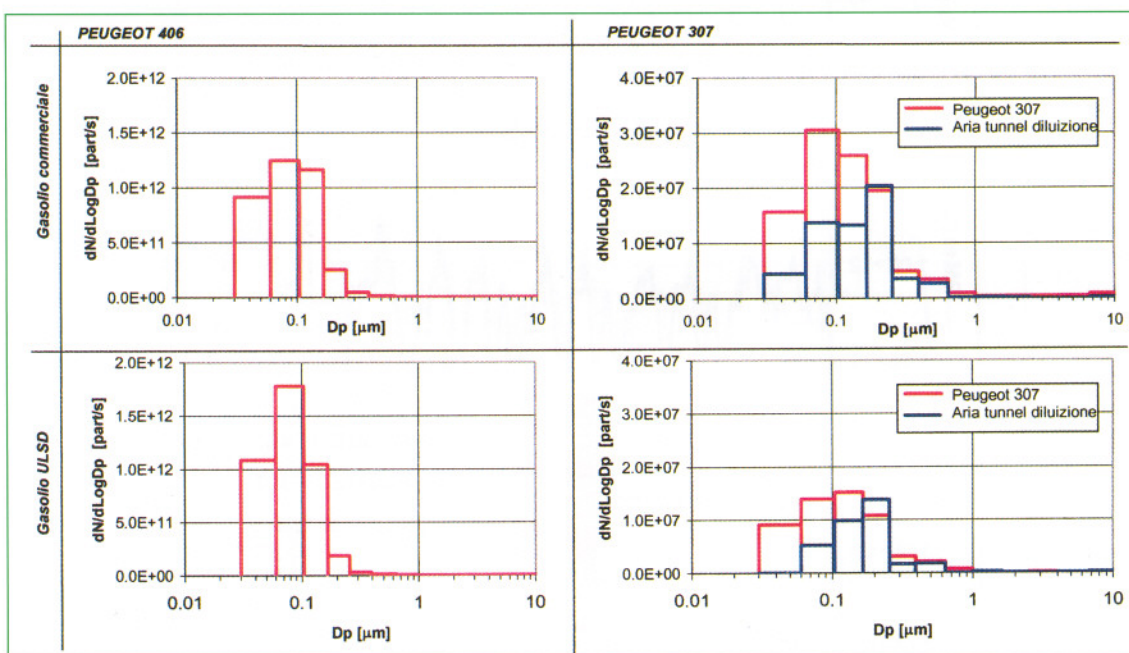 PEUGEOT 406
PEUGEOT 307
Gasolio commerciale
dN/dLogDp [part/s]
2.0E+12
1.5E+12
1.0E+12
5.0E+11
0.0E+00
0.01
0.1
1
10
Dp [µm]
dN/dLogDp [part/s]
4.0E+07
3.0E+07
2.0E+07
1.0E+07
0.0E+00
0.01
0.1
1
10
Dp [µm]
Peugeot 307
Aria tunnel diluizione
Gasolio ULSD
dN/dLogDp [part/s]
2.0E+12
1.5E+12
1.0E+12
5.0E+11
0.0E+00
0.01
0.1
1
10
Dp [µm]
dN/dLogDp [part/s]
4.0E+07
3.0E+07
2.0E+07
1.0E+07
0.0E+00
0.01
0.1
1
10
Dp [µm]
Peugeot 307
Aria tunnel diluizione